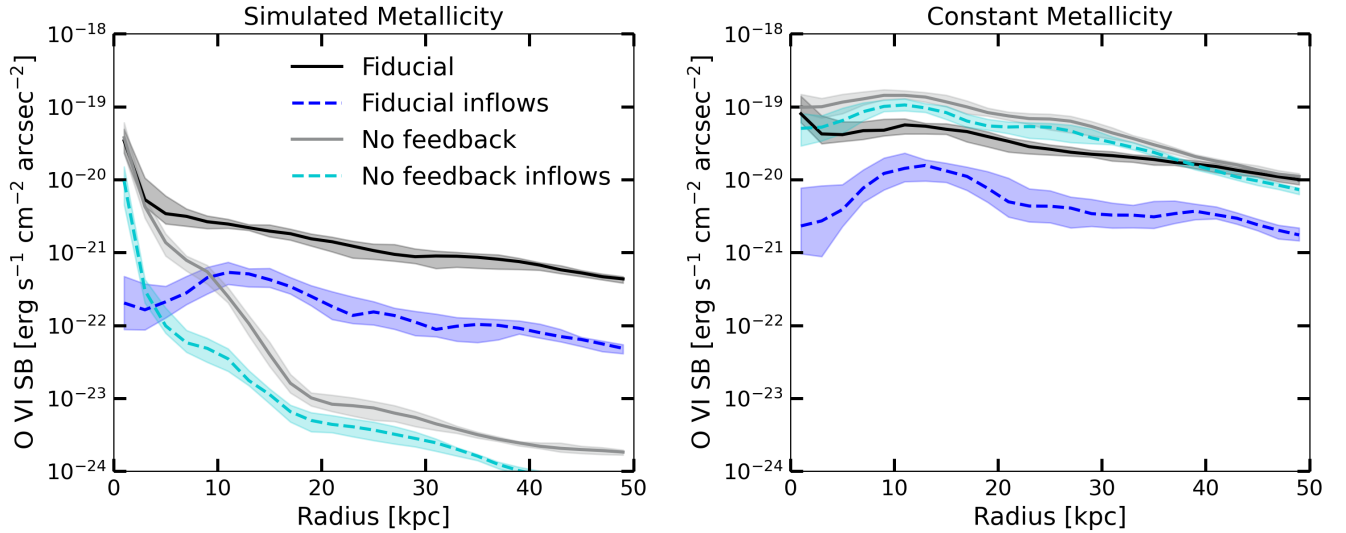 Simulated Metallicity
O VI SB [erg s⁻¹ cm⁻² arcsec⁻²]
10⁻¹⁸
10⁻¹⁹
10⁻²⁰
10⁻²¹
10⁻²²
10⁻²³
10⁻²⁴
Fiducial
Fiducial inflows
No feedback
No feedback inflows
0 10 20 30 40 50
Radius [kpc]
Constant Metallicity
O VI SB [erg s⁻¹ cm⁻² arcsec⁻²]
10⁻¹⁸
10⁻¹⁹
10⁻²⁰
10⁻²¹
10⁻²²
10⁻²³
10⁻²⁴
0 10 20 30 40 50
Radius [kpc]